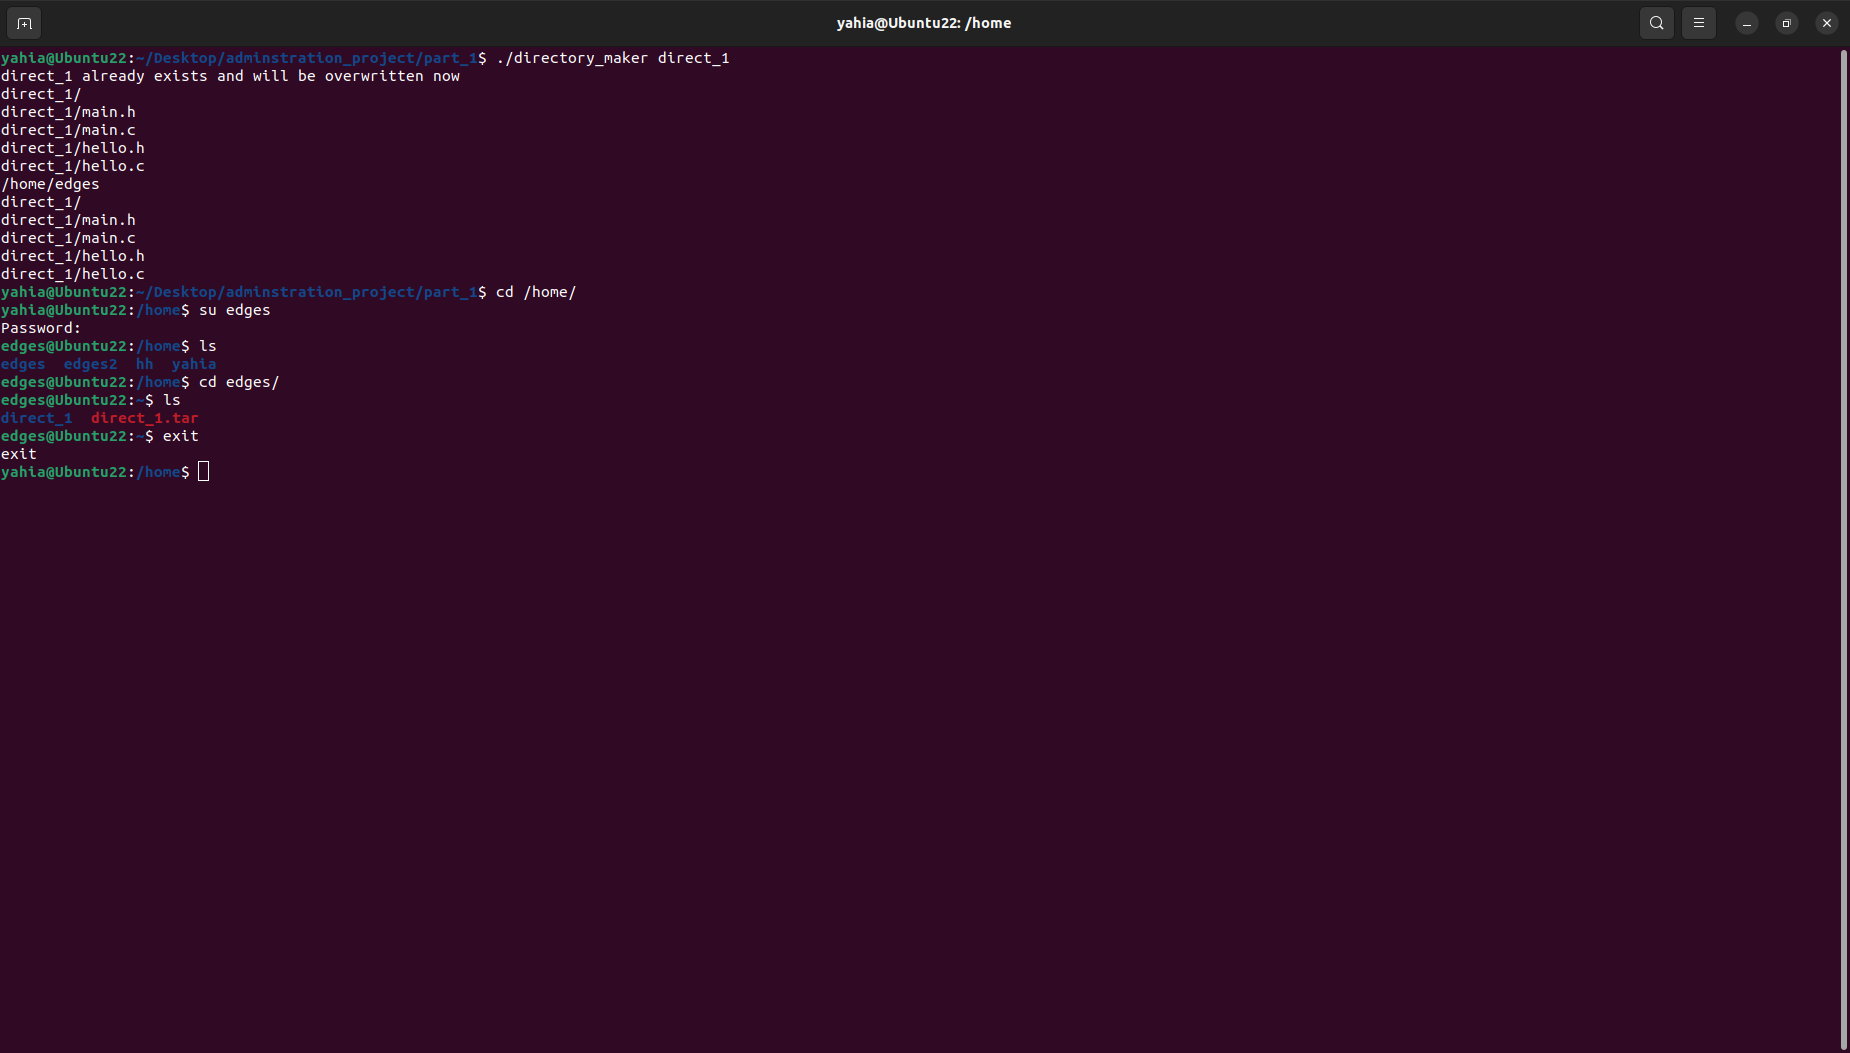 yahia@Ubuntu22: /home
yahia@Ubuntu22:~/Desktop/adminstration_project/part_1$ ./directory_maker direct_1
direct_1 already exists and will be overwritten now
direct_1/
direct_1/main.h
direct_1/main.c
direct_1/hello.h
direct_1/hello.c
/home/edges
direct_1/
direct_1/main.h
direct_1/main.c
direct_1/hello.h
direct_1/hello.c
yahia@Ubuntu22:~/Desktop/adminstration_project/part_1$ cd /home/
yahia@Ubuntu22:/home$ su edges
Password:
edges@Ubuntu22:/home$ ls
edges  edges2  hh  yahia
edges@Ubuntu22:/home$ cd edges/
edges@Ubuntu22:~$ ls
direct_1  direct_1.tar
edges@Ubuntu22:~$ exit
exit
yahia@Ubuntu22:/home$